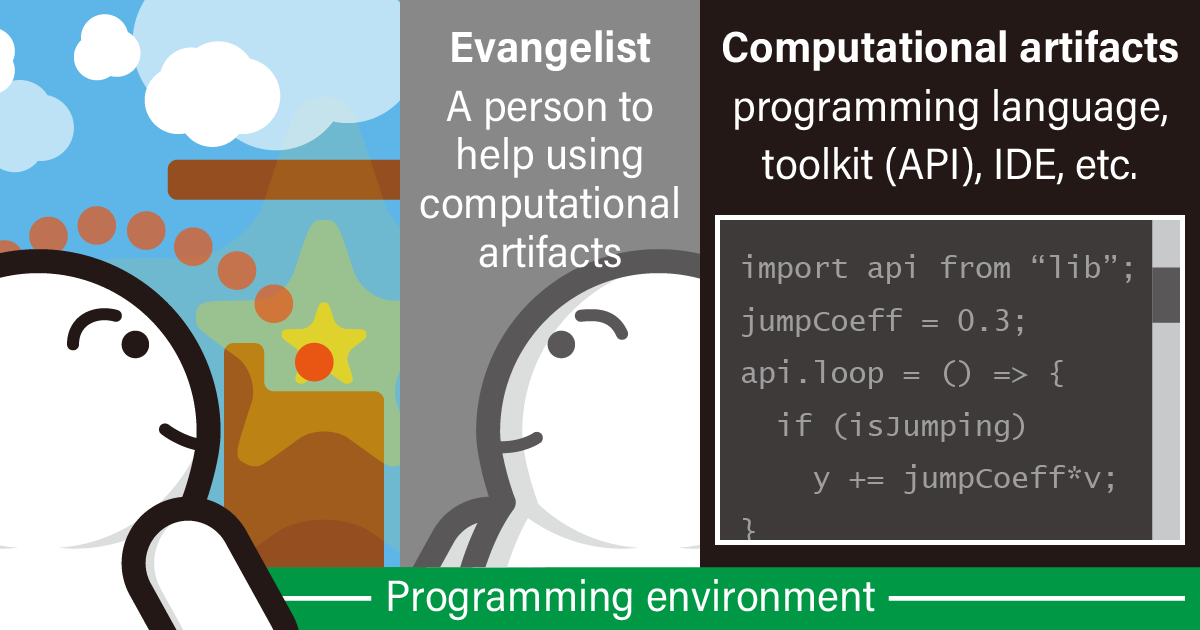 Evangelist
A person to
help using
computational
artifacts
Computational artifacts
programming language,
toolkit (API), IDE, etc.
import api from “lib”;
jumpCoeff = 0.3;
api.loop = () => {
if (isJumping)
y += jumpCoeff*v;
}
Programming environment